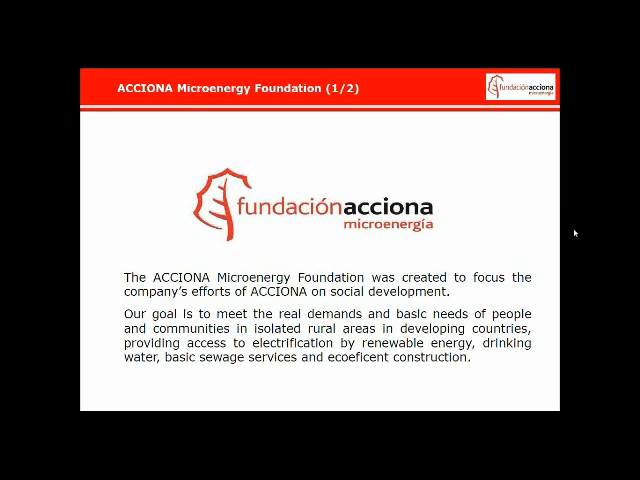 ACCIONA Microenergy Foundation (1/2)
fundaciónacciona
microenergía
fundaciónacciona
microenergía
The ACCIONA Microenergy Foundation was created to focus the
company's efforts of ACCIONA on social development.
Our goal is to meet the real demands and basic needs of people
and communities in isolated rural areas in developing countries,
providing access to electrification by renewable energy, drinking
water, basic sewage services and ecoeficent construction.